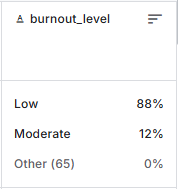 burnout_level
Low 88%
Moderate 12%
Other (65) 0%